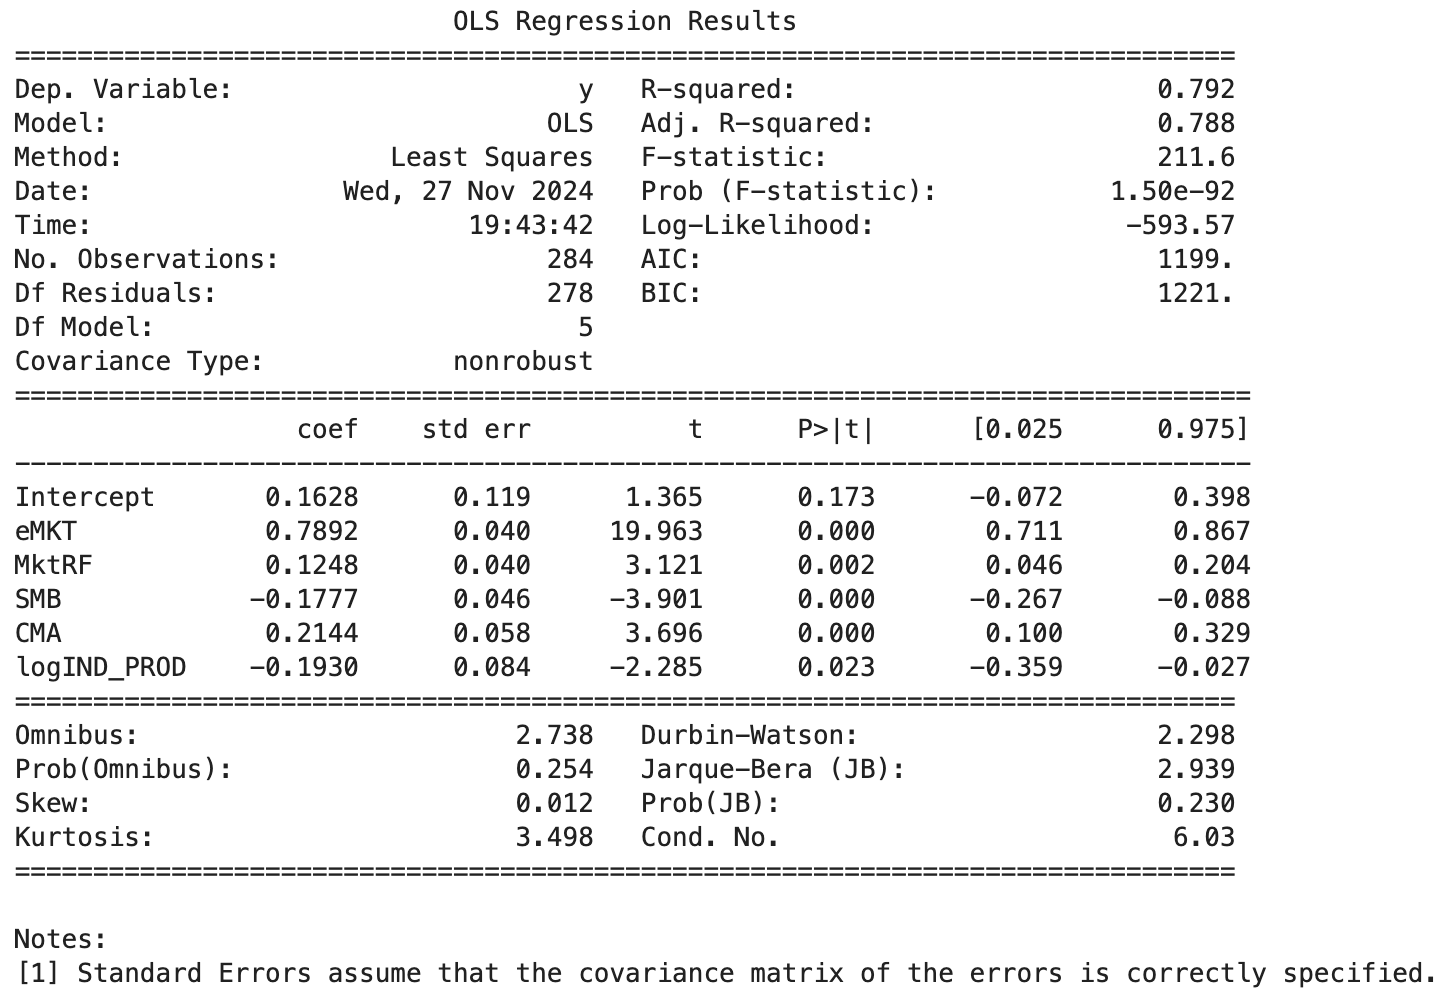 OLS Regression Results
==============================================================================
Dep. Variable:                      y   R-squared:                       0.792
Model:                            OLS   Adj. R-squared:                  0.788
Method:                 Least Squares   F-statistic:                     211.6
Date:                Wed, 27 Nov 2024   Prob (F-statistic):           1.50e-92
Time:                        19:43:42   Log-Likelihood:                -593.57
No. Observations:                 284   AIC:                             1199.
Df Residuals:                     278   BIC:                             1221.
Df Model:                           5
Covariance Type:            nonrobust
===============================================================================
                  coef    std err          t      P>|t|      [0.025      0.975]
-------------------------------------------------------------------------------
Intercept       0.1628      0.119      1.365      0.173      -0.072       0.398
eMKT            0.7892      0.040     19.963      0.000       0.711       0.867
MktRF           0.1248      0.040      3.121      0.002       0.046       0.204
SMB            -0.1777      0.046     -3.901      0.000      -0.267      -0.088
CMA             0.2144      0.058      3.696      0.000       0.100       0.329
logIND_PROD    -0.1930      0.084     -2.285      0.023      -0.359      -0.027
==============================================================================
Omnibus:                        2.738   Durbin-Watson:                   2.298
Prob(Omnibus):                  0.254   Jarque-Bera (JB):                2.939
Skew:                           0.012   Prob(JB):                        0.230
Kurtosis:                       3.498   Cond. No.                         6.03
==============================================================================
Notes:
[1] Standard Errors assume that the covariance matrix of the errors is correctly specified.